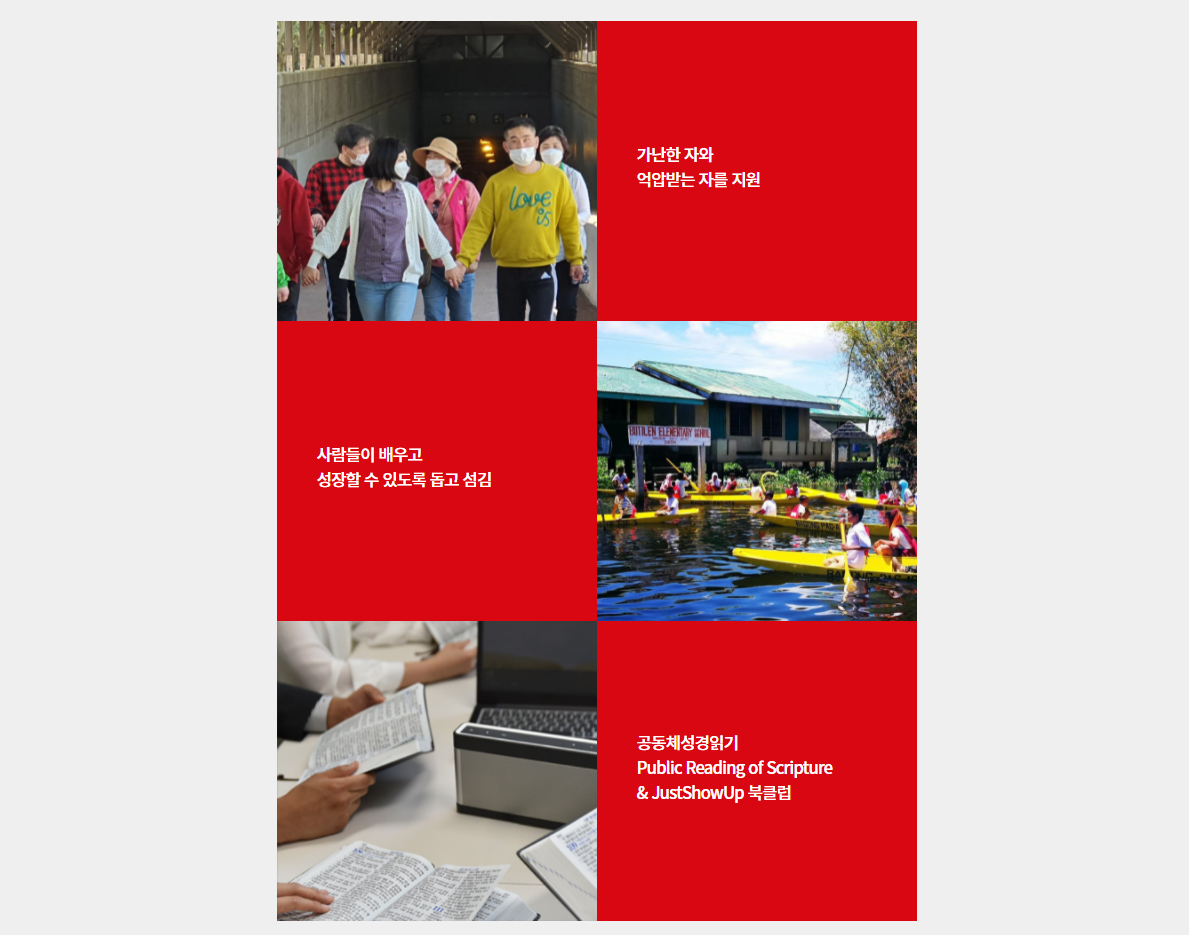 love
is
가난한 자와
억압받는 자를 지원
사람들이 배우고
성장할 수 있도록 돕고 섬김
ELEMENTARY SCHOOL
공동체성경읽기
Public Reading of Scripture
& JustShowUp 북클럽